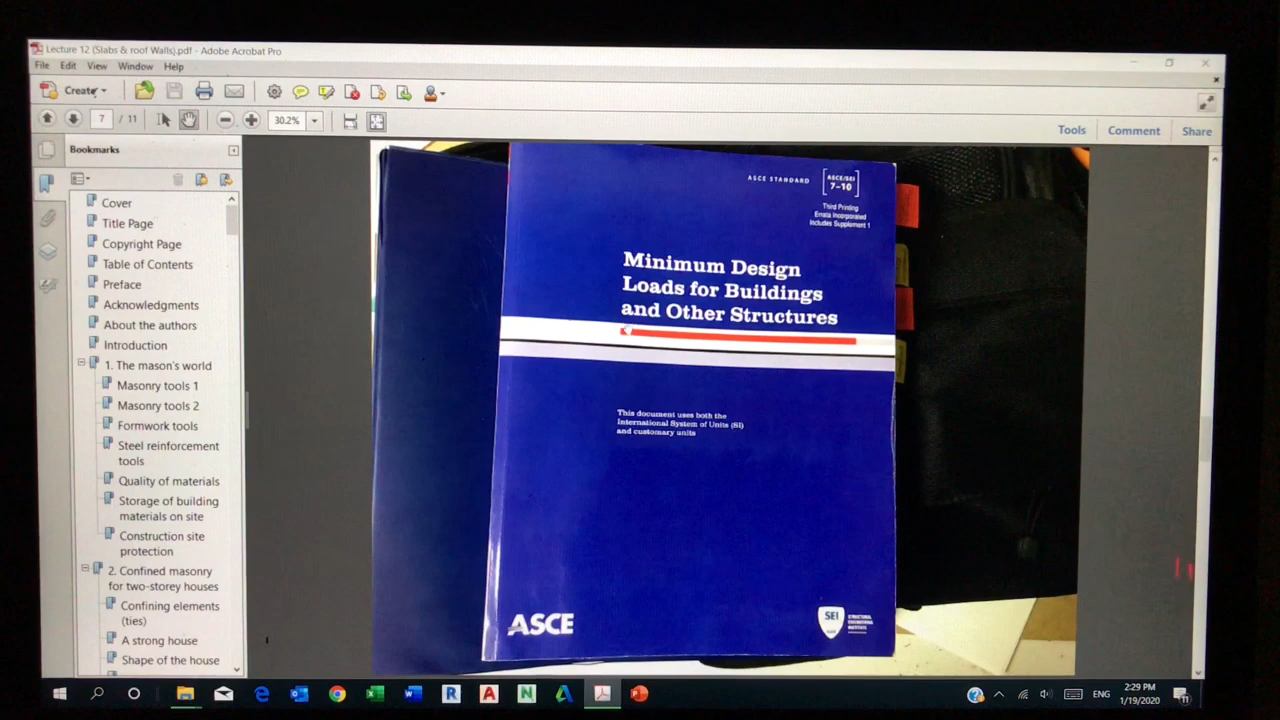 Lecture 12 (Slabs & roof Walls).pdf - Adobe Acrobat Pro
File Edit View Window Help
Create
7 / 11
30.2%
Tools Comment Share
Bookmarks
Cover
Title Page
Copyright Page
Table of Contents
Preface
Acknowledgments
About the authors
Introduction
1. The mason's world
Masonry tools 1
Masonry tools 2
Formwork tools
Steel reinforcement
tools
Quality of materials
Storage of building
materials on site
Construction site
protection
2. Confined masonry
for two-storey houses
Confining elements
(ties)
A strong house
Shape of the house
ASCE STANDARD
ASCE/SEI
7-10
Third Printing
Errata Incorporated
Includes Supplement 1
Minimum Design
Loads for Buildings
and Other Structures
This document uses both the
International System of Units (SI)
and customary units
ASCE
SEI
STRUCTURAL
ENGINEERING
INSTITUTE
ENG
2:29 PM
1/19/2020
11